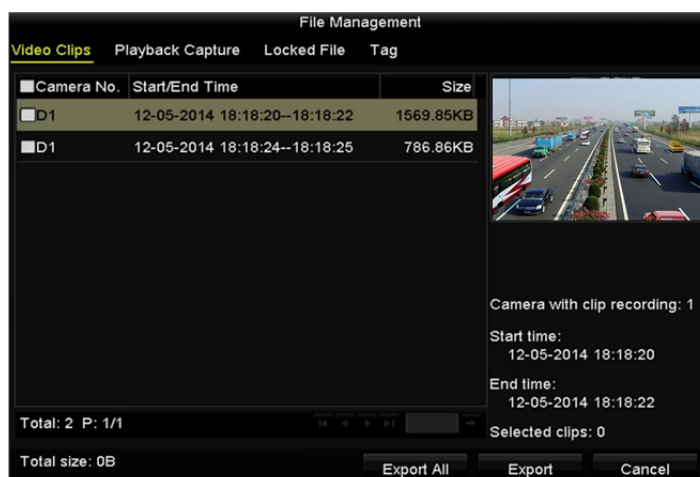 File Management
Video Clips Playback Capture Locked File Tag
Camera No. Start/End Time Size
D1 12-05-2014 18:18:20--18:18:22 1569.85KB
D1 12-05-2014 18:18:24--18:18:25 786.86KB
Camera with clip recording: 1
Start time:
12-05-2014 18:18:20
End time:
12-05-2014 18:18:22
Selected clips: 0
Total: 2 P: 1/1
Total size: 0B
Export All Export Cancel